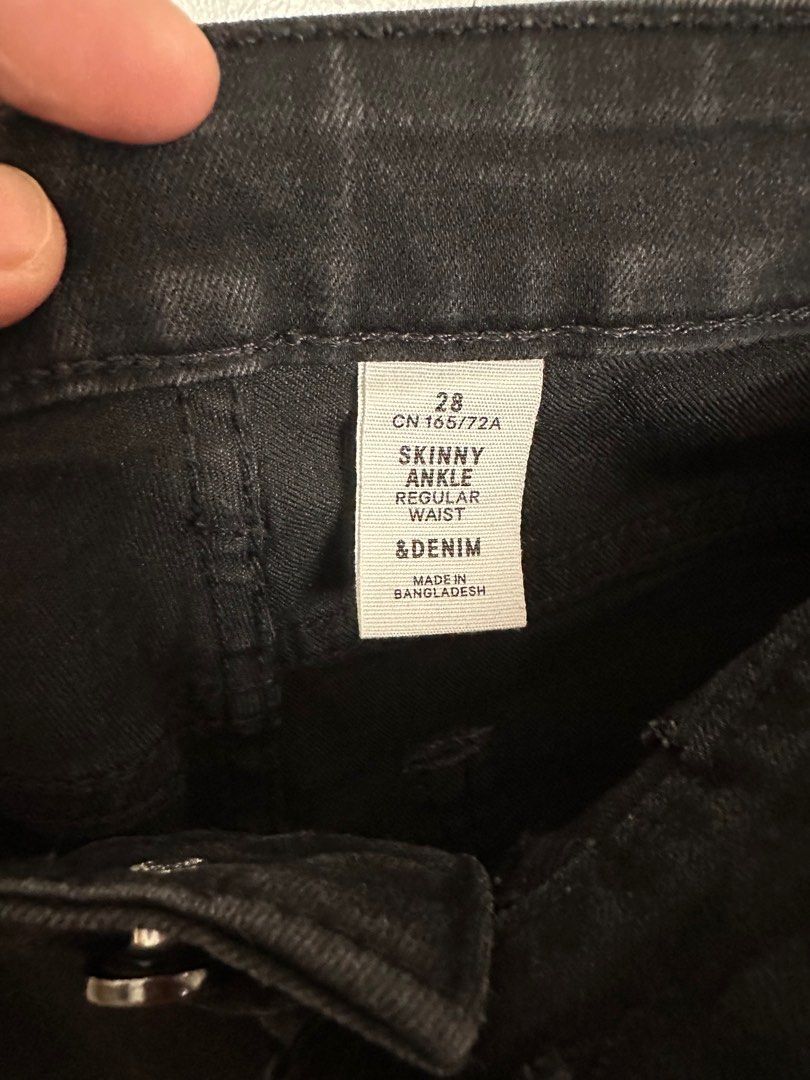 28
CN 165/72A
SKINNY
ANKLE
REGULAR
WAIST
&DENIM
MADE IN
BANGLADESH